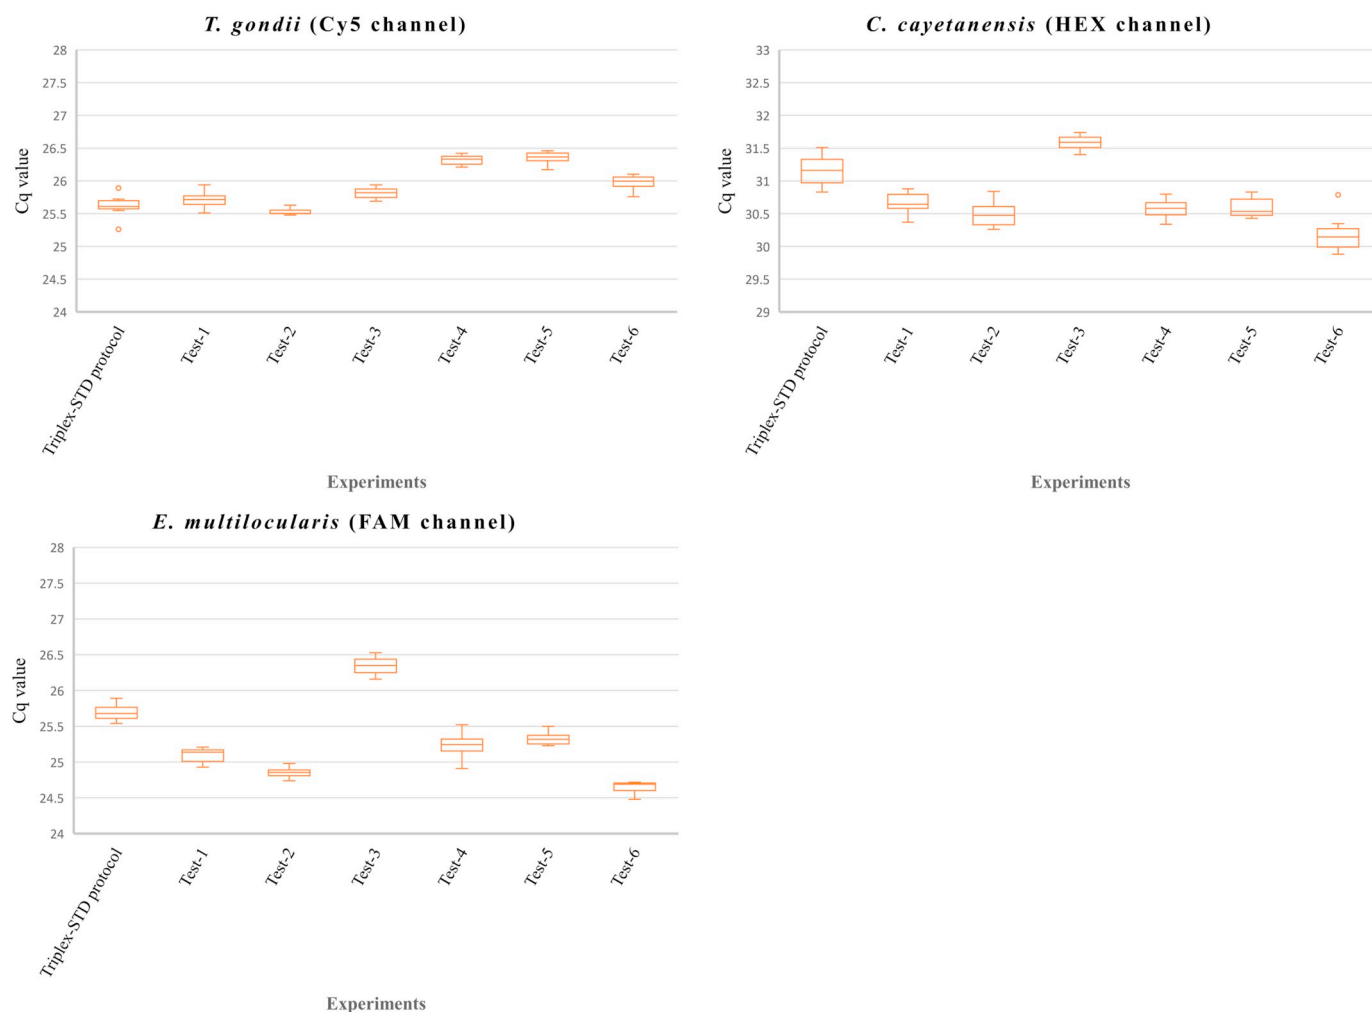 T. gondii (Cy5 channel)
28
27.5
27
26.5
26
25.5
25
24.5
24
Cq value
Triplex-STD protocol
Test-1
Test-2
Test-3
Test-4
Test-5
Test-6
Experiments
C. cayetanensis (HEX channel)
33
32.5
32
31.5
31
30.5
30
29.5
29
Cq value
Triplex-STD protocol
Test-1
Test-2
Test-3
Test-4
Test-5
Test-6
Experiments
E. multilocularis (FAM channel)
28
27.5
27
26.5
26
25.5
25
24.5
24
Cq value
Triplex-STD protocol
Test-1
Test-2
Test-3
Test-4
Test-5
Test-6
Experiments